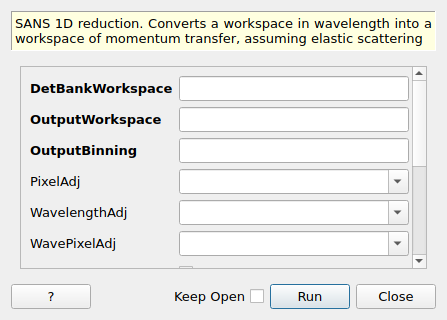 SANS 1D reduction. Converts a workspace in wavelength into a
workspace of momentum transfer, assuming elastic scattering
DetBankWorkspace
OutputWorkspace
OutputBinning
PixelAdj
WavelengthAdj
WavePixelAdj
? Keep Open Run Close